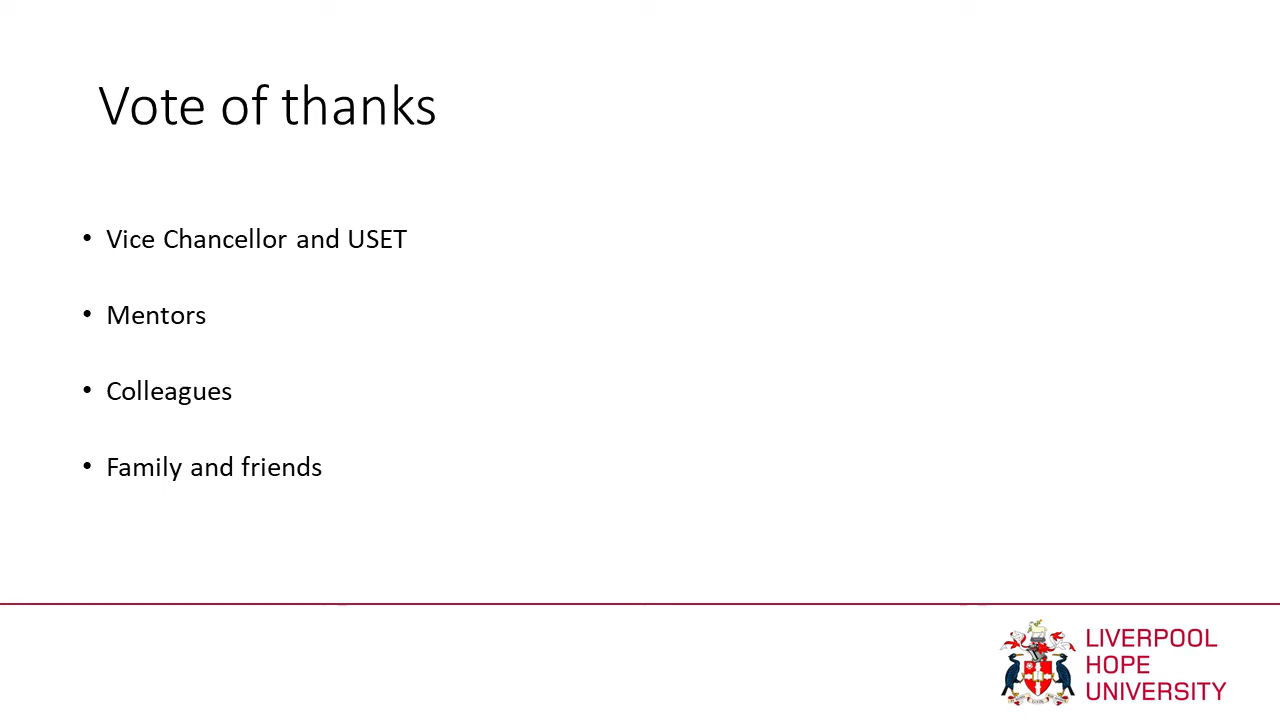 Vote of thanks
• Vice Chancellor and USET
• Mentors
• Colleagues
• Family and friends
LIVERPOOL
HOPE
UNIVERSITY